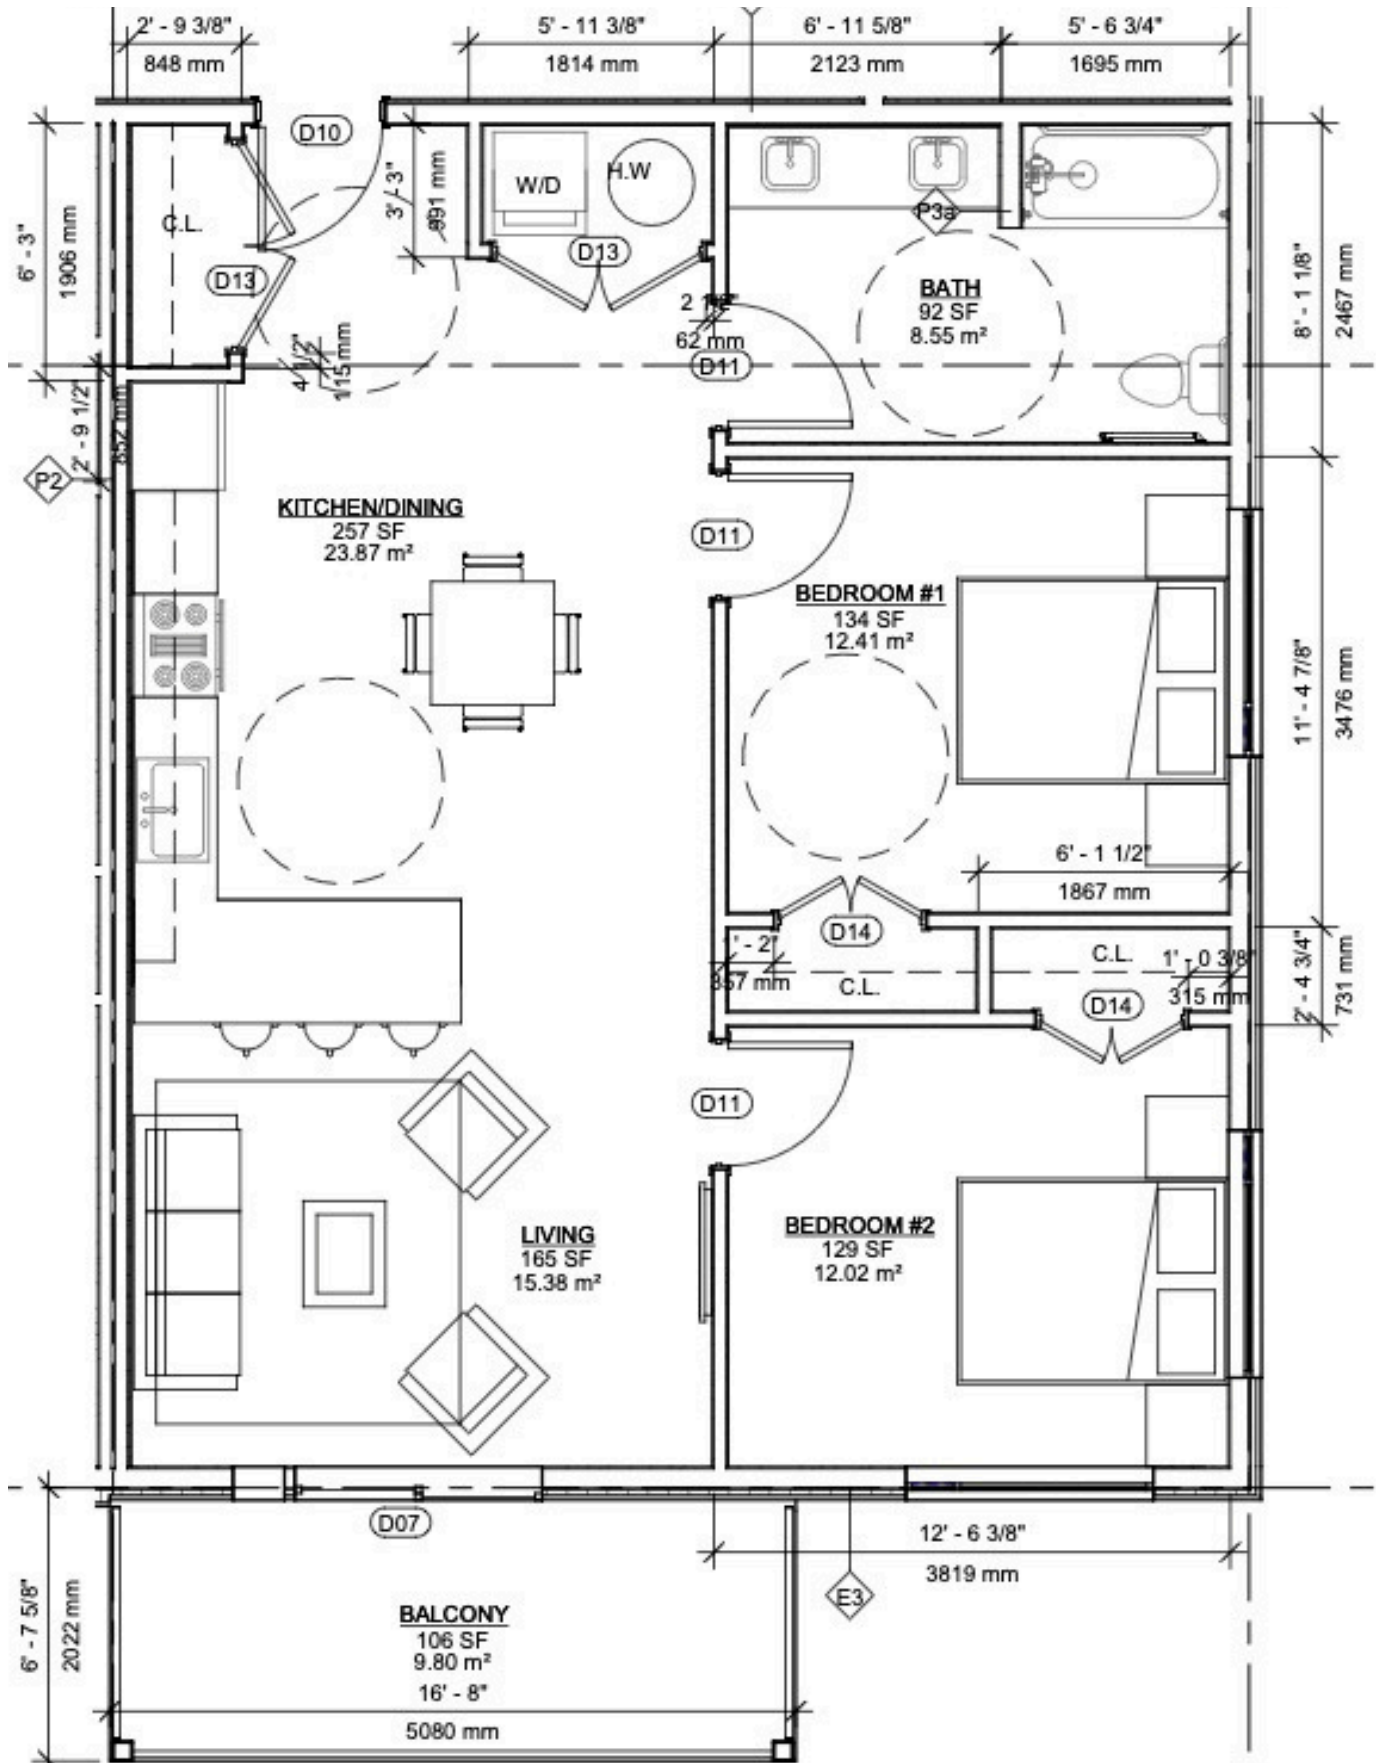 2' - 9 3/8"
848 mm
5' - 11 3/8"
1814 mm
6' - 11 5/8"
2123 mm
5' - 6 3/4"
1695 mm
D10
W/D
H.W
P3a
C.L.
D13
D13
6' - 3"
1906 mm
3' - 3"
991 mm
BATH
92 SF
8.55 m²
8' - 1 1/8"
2467 mm
2 1/2"
62 mm
D11
4 1/2"
115 mm
2' - 9 1/2"
852 mm
P2
KITCHEN/DINING
257 SF
23.87 m²
D11
BEDROOM #1
134 SF
12.41 m²
11' - 4 7/8"
3476 mm
6' - 1 1/2"
1867 mm
D14
1' - 2"
357 mm
C.L.
C.L.
1' - 0 3/8"
315 mm
D14
2' - 4 3/4"
731 mm
D11
LIVING
165 SF
15.38 m²
BEDROOM #2
129 SF
12.02 m²
D07
12' - 6 3/8"
3819 mm
E3
6' - 7 5/8"
2022 mm
BALCONY
106 SF
9.80 m²
16' - 8"
5080 mm